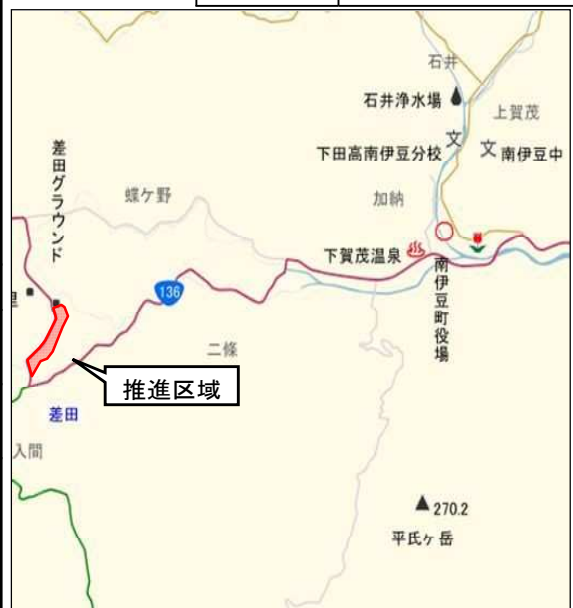 石井
石井浄水場
上賀茂
下田高南伊豆分校
文
文
南伊豆中
差田グラウンド
蝶ケ野
加納
下賀茂温泉
南伊豆町役場
136
二條
推進区域
差田
入間
270.2
平氏ヶ岳